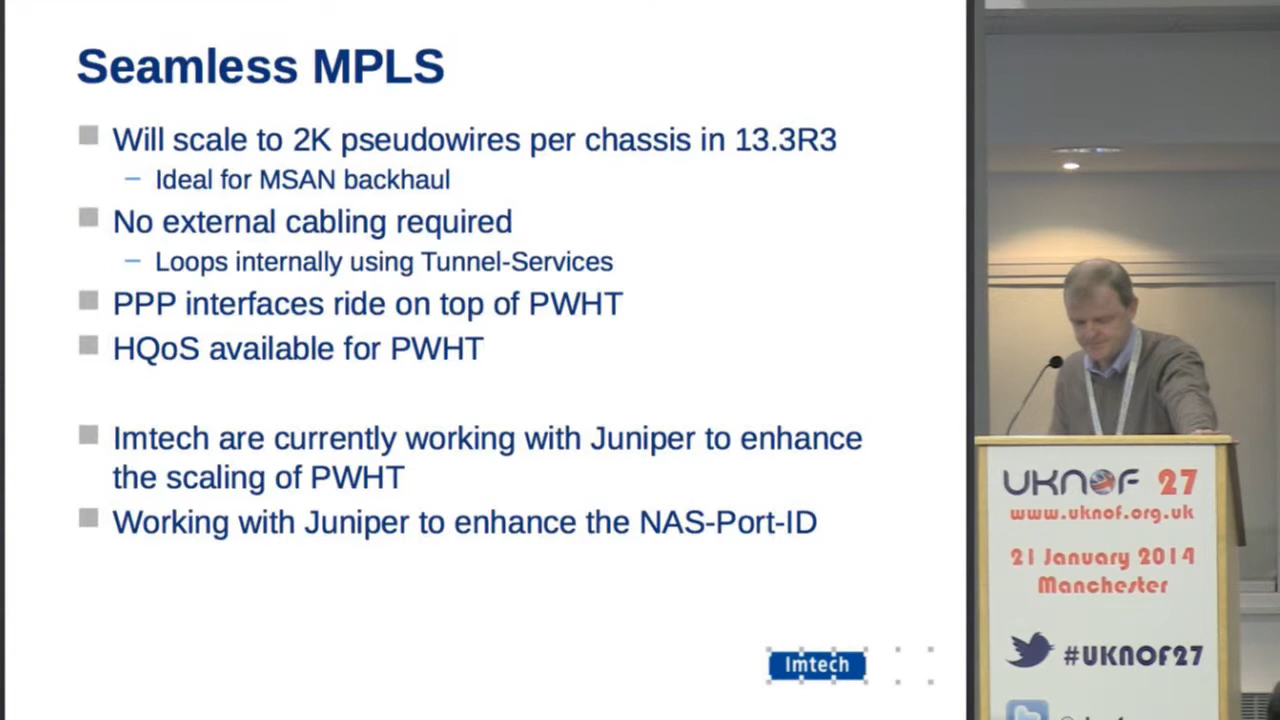 Seamless MPLS
Will scale to 2K pseudowires per chassis in 13.3R3
– Ideal for MSAN backhaul
No external cabling required
– Loops internally using Tunnel-Services
PPP interfaces ride on top of PWHT
HQoS available for PWHT
Imtech are currently working with Juniper to enhance
the scaling of PWHT
Working with Juniper to enhance the NAS-Port-ID
Imtech
UKNOF 27
www.uknof.org.uk
21 January 2014
Manchester
#UKNOF27